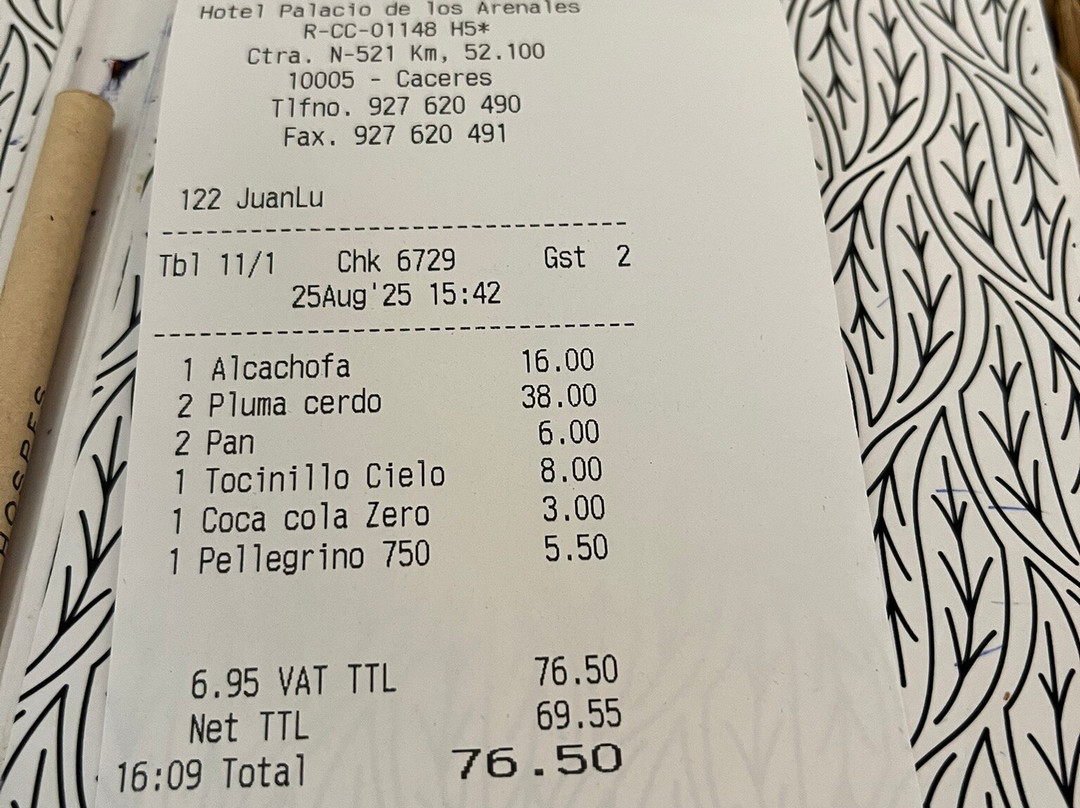 Hotel Palacio de los Arenales
R-CC-01148 H5*
Ctra. N-521 Km, 52.100
10005 - Caceres
Tlfno. 927 620 490
Fax. 927 620 491
122 JuanLu
--------------------------------
Tbl 11/1 Chk 6729 Gst 2
25Aug'25 15:42
--------------------------------
1 Alcachofa 16.00
2 Pluma cerdo 38.00
2 Pan 6.00
1 Tocinillo Cielo 8.00
1 Coca cola Zero 3.00
1 Pellegrino 750 5.50
6.95 VAT TTL 76.50
Net TTL 69.55
16:09 Total 76.50
HOSPES